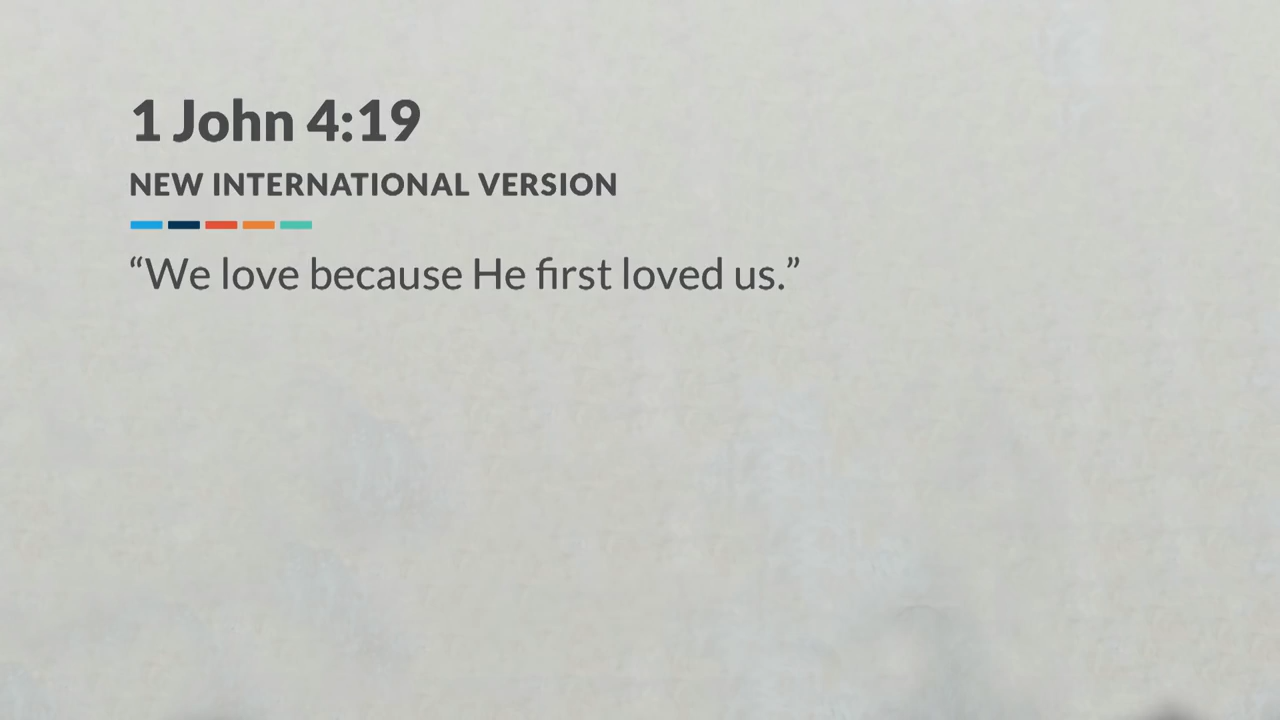 1 John 4:19
NEW INTERNATIONAL VERSION
“We love because He first loved us.”